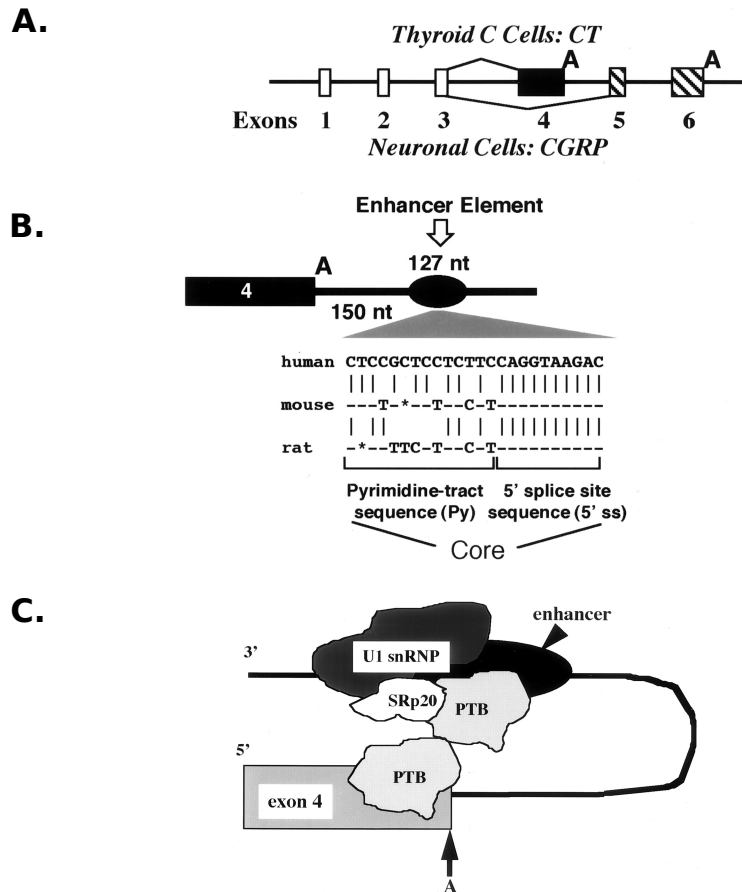 A.
Thyroid C Cells: CT
A
A
Exons 1 2 3 4 5 6
Neuronal Cells: CGRP
B.
Enhancer Element
A
127 nt
4
150 nt
human CTCCGCTCCTCTTCCAGGTAAGAC
mouse ---T-*--T--C-T----------
rat -*--TTC-T--C-T----------
Pyrimidine-tract
sequence (Py)
5' splice site
sequence (5' ss)
Core
C.
enhancer
3'
U1 snRNP
SRp20
PTB
5'
PTB
exon 4
A